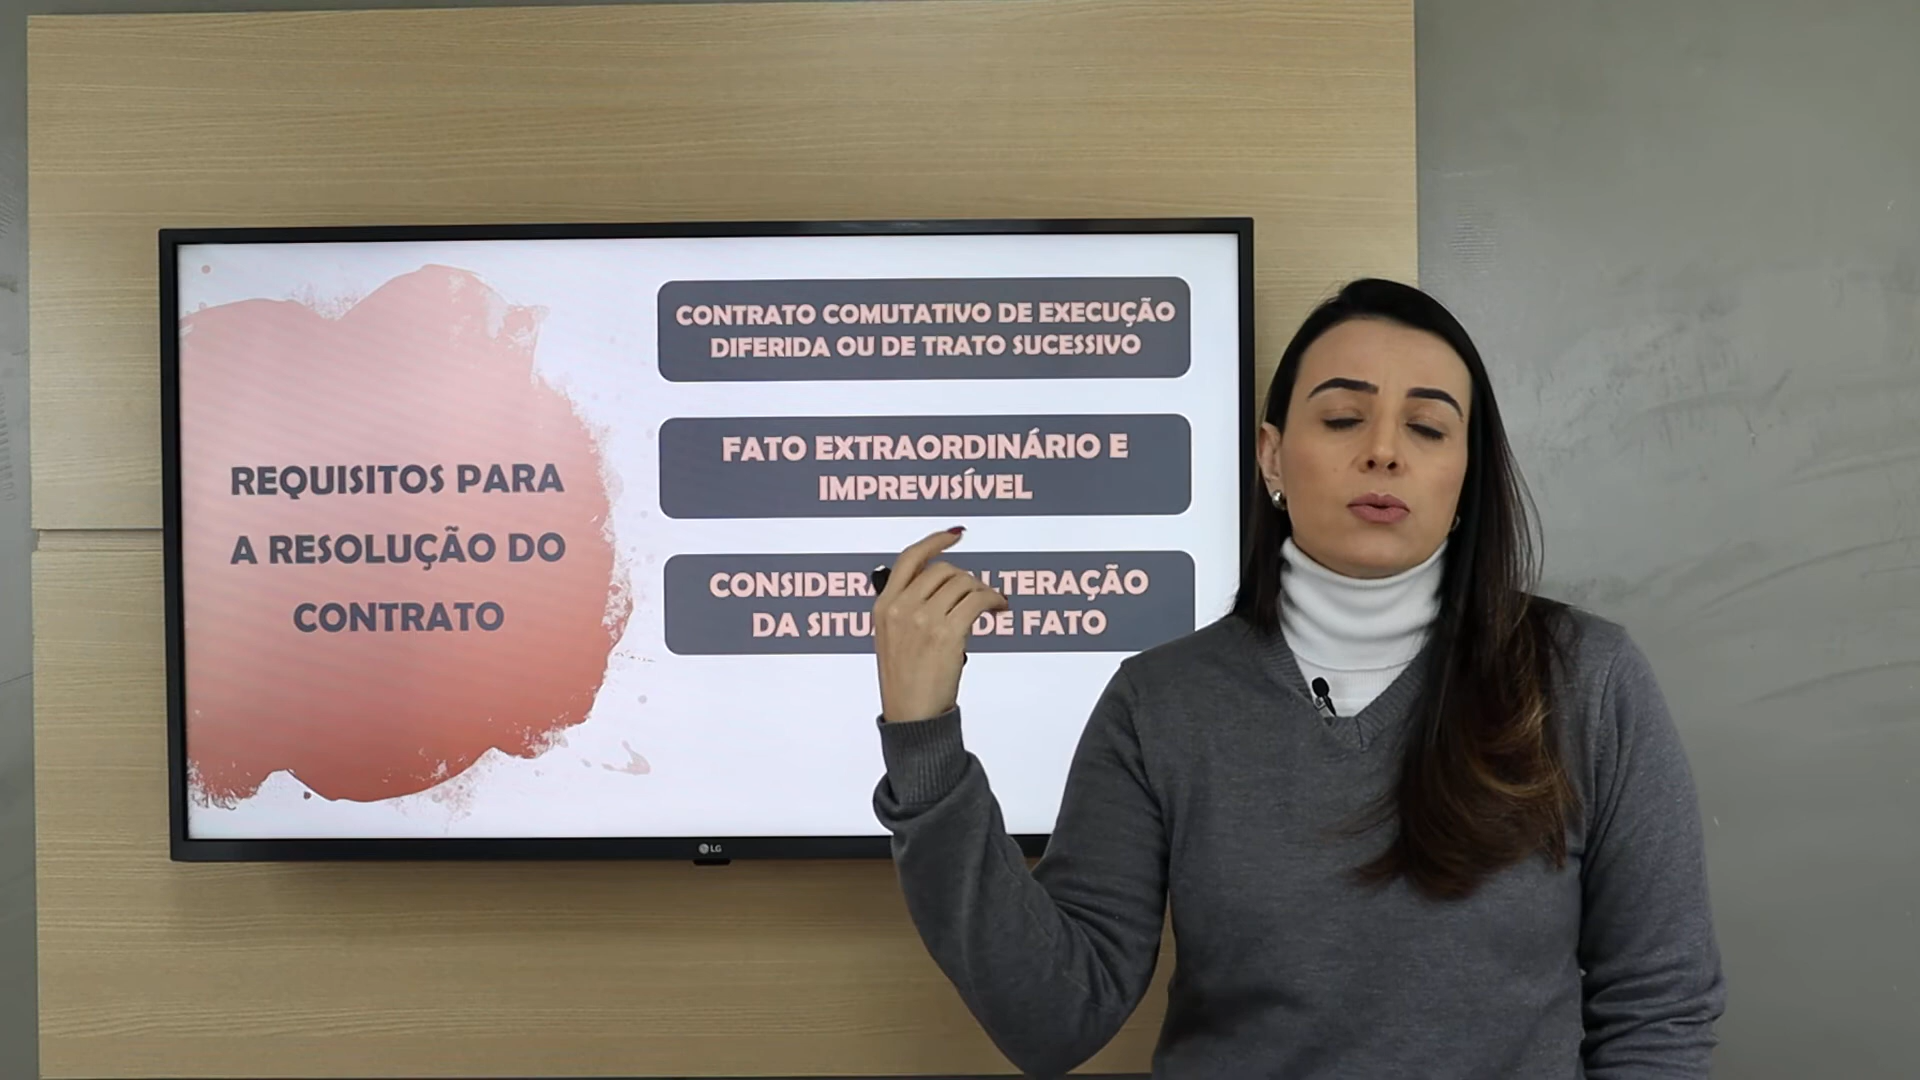 REQUISITOS PARA
A RESOLUÇÃO DO
CONTRATO
CONTRATO COMUTATIVO DE EXECUÇÃO
DIFERIDA OU DE TRATO SUCESSIVO
FATO EXTRAORDINÁRIO E
IMPREVISÍVEL
DA DE FATO
LG